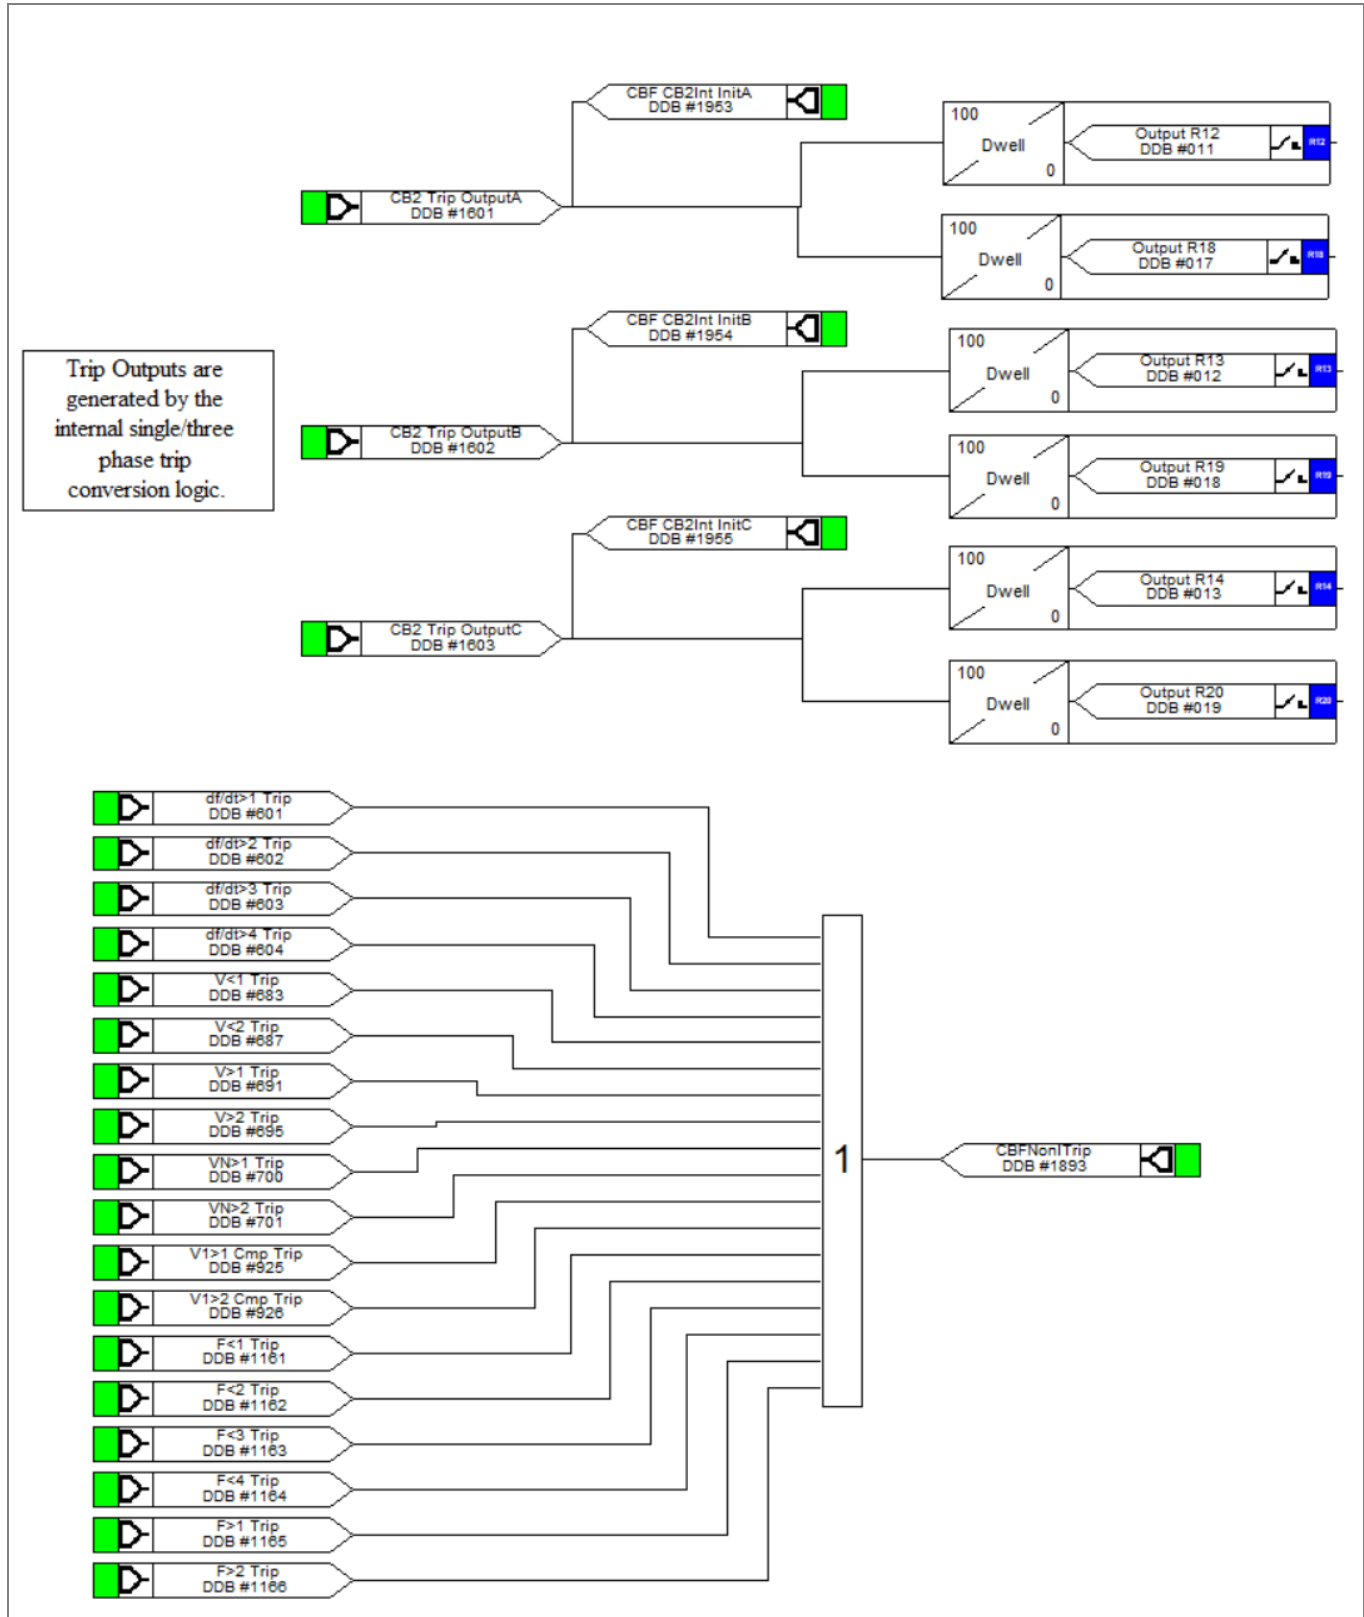 CBF CB2Int InitA
DDB #1953
100
Dwell
0
Output R12
DDB #011
R12
CB2 Trip OutputA
DDB #1601
100
Dwell
0
Output R18
DDB #017
R18
CBF CB2Int InitB
DDB #1954
100
Dwell
0
Output R13
DDB #012
R13
Trip Outputs are
generated by the
internal single/three
phase trip
conversion logic.
CB2 Trip OutputB
DDB #1602
100
Dwell
0
Output R19
DDB #018
R19
CBF CB2Int InitC
DDB #1955
100
Dwell
0
Output R14
DDB #013
R14
CB2 Trip OutputC
DDB #1603
100
Dwell
0
Output R20
DDB #019
R20
df/dt>1 Trip
DDB #601
df/dt>2 Trip
DDB #602
df/dt>3 Trip
DDB #603
df/dt>4 Trip
DDB #604
V<1 Trip
DDB #683
V<2 Trip
DDB #687
V>1 Trip
DDB #691
V>2 Trip
DDB #695
VN>1 Trip
DDB #700
VN>2 Trip
DDB #701
V1>1 Cmp Trip
DDB #925
V1>2 Cmp Trip
DDB #926
F<1 Trip
DDB #1161
F<2 Trip
DDB #1162
F<3 Trip
DDB #1163
F<4 Trip
DDB #1164
F>1 Trip
DDB #1165
F>2 Trip
DDB #1166
1
CBFNonITrip
DDB #1893